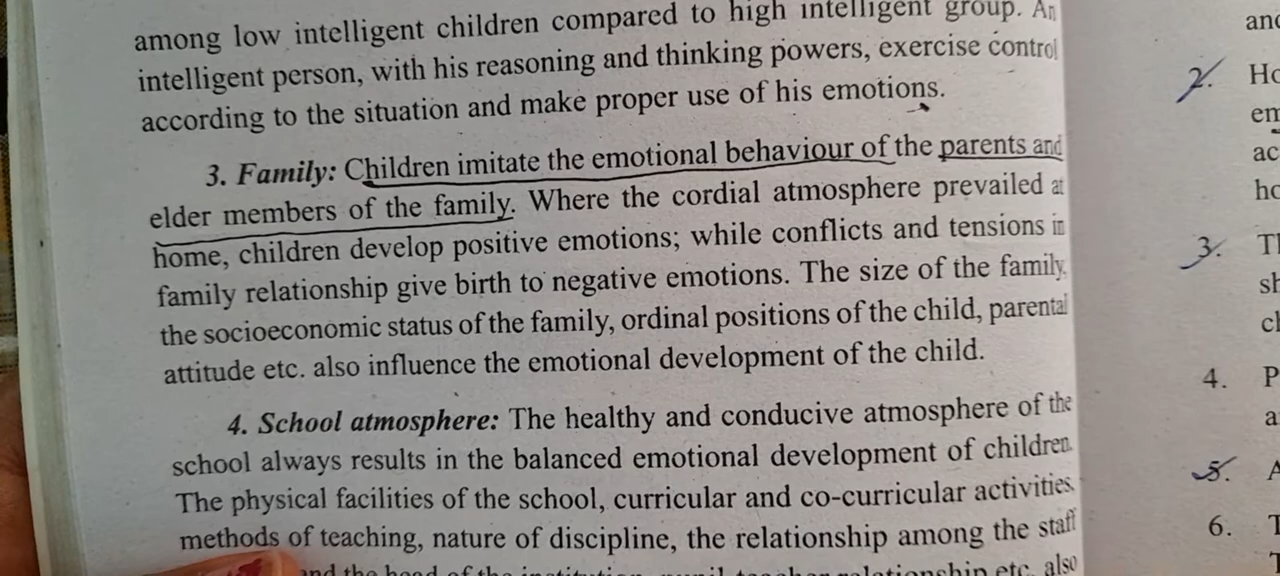 among low intelligent children compared to high intelligent group. An
intelligent person, with his reasoning and thinking powers, exercise control
according to the situation and make proper use of his emotions.
3. Family: Children imitate the emotional behaviour of the parents and
elder members of the family. Where the cordial atmosphere prevailed at
home, children develop positive emotions; while conflicts and tensions in
family relationship give birth to negative emotions. The size of the family,
the socioeconomic status of the family, ordinal positions of the child, parental
attitude etc. also influence the emotional development of the child.
4. School atmosphere: The healthy and conducive atmosphere of the
school always results in the balanced emotional development of children.
The physical facilities of the school, curricular and co-curricular activities,
methods of teaching, nature of discipline, the relationship among the staff
and the head of the etc. also
2.
3.
4.
5.
6.